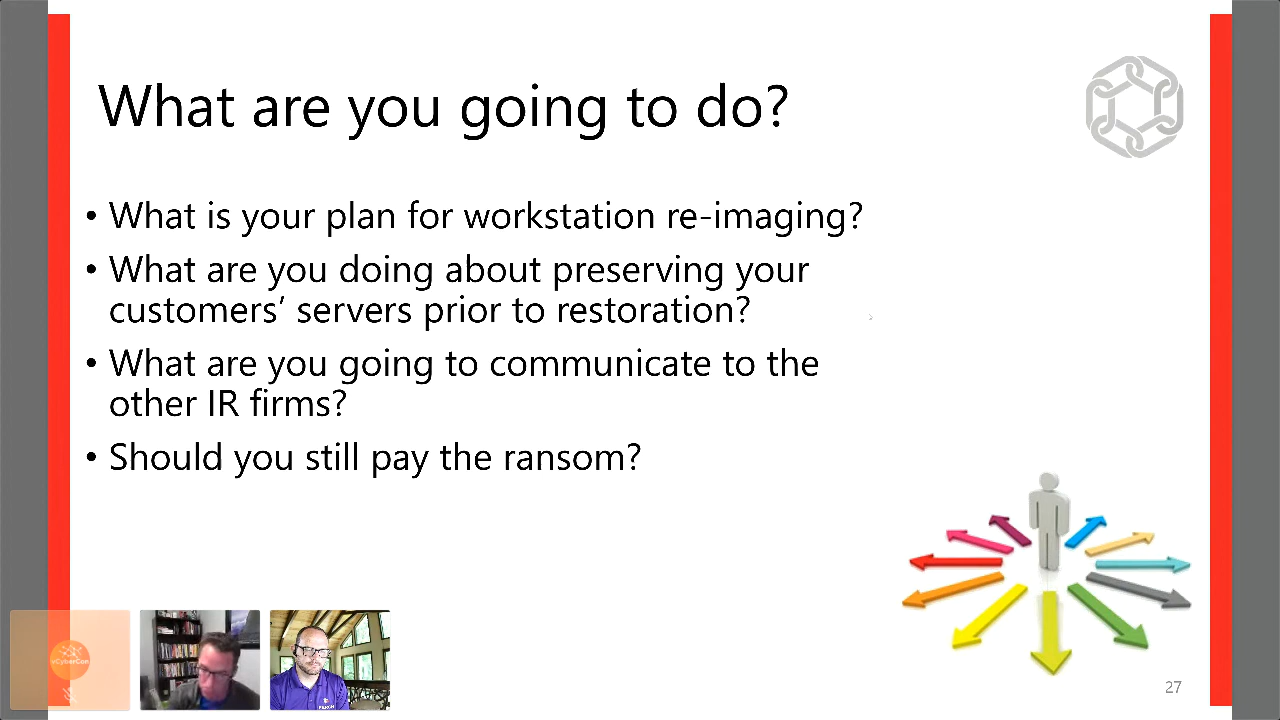 What are you going to do?
• What is your plan for workstation re-imaging?
• What are you doing about preserving your
customers’ servers prior to restoration?
• What are you going to communicate to the
other IR firms?
• Should you still pay the ransom?
27